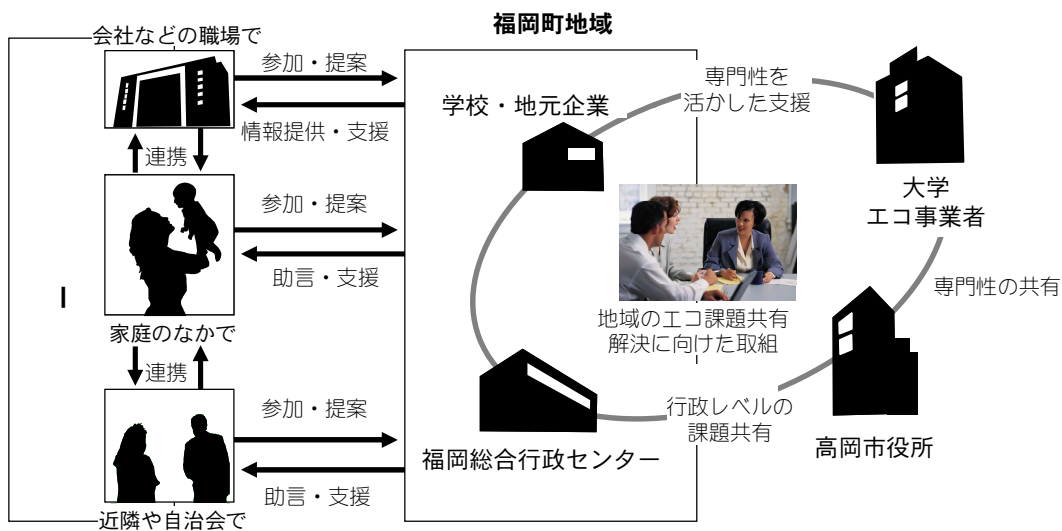 福岡町地域
会社などの職場で
参加・提案
情報提供・支援
連携
参加・提案
助言・支援
家庭のなかで
連携
参加・提案
助言・支援
近隣や自治会で
学校・地元企業
専門性を
活かした支援
大学
エコ事業者
専門性の共有
地域のエコ課題共有
解決に向けた取組
行政レベルの
課題共有
福岡総合行政センター
高岡市役所